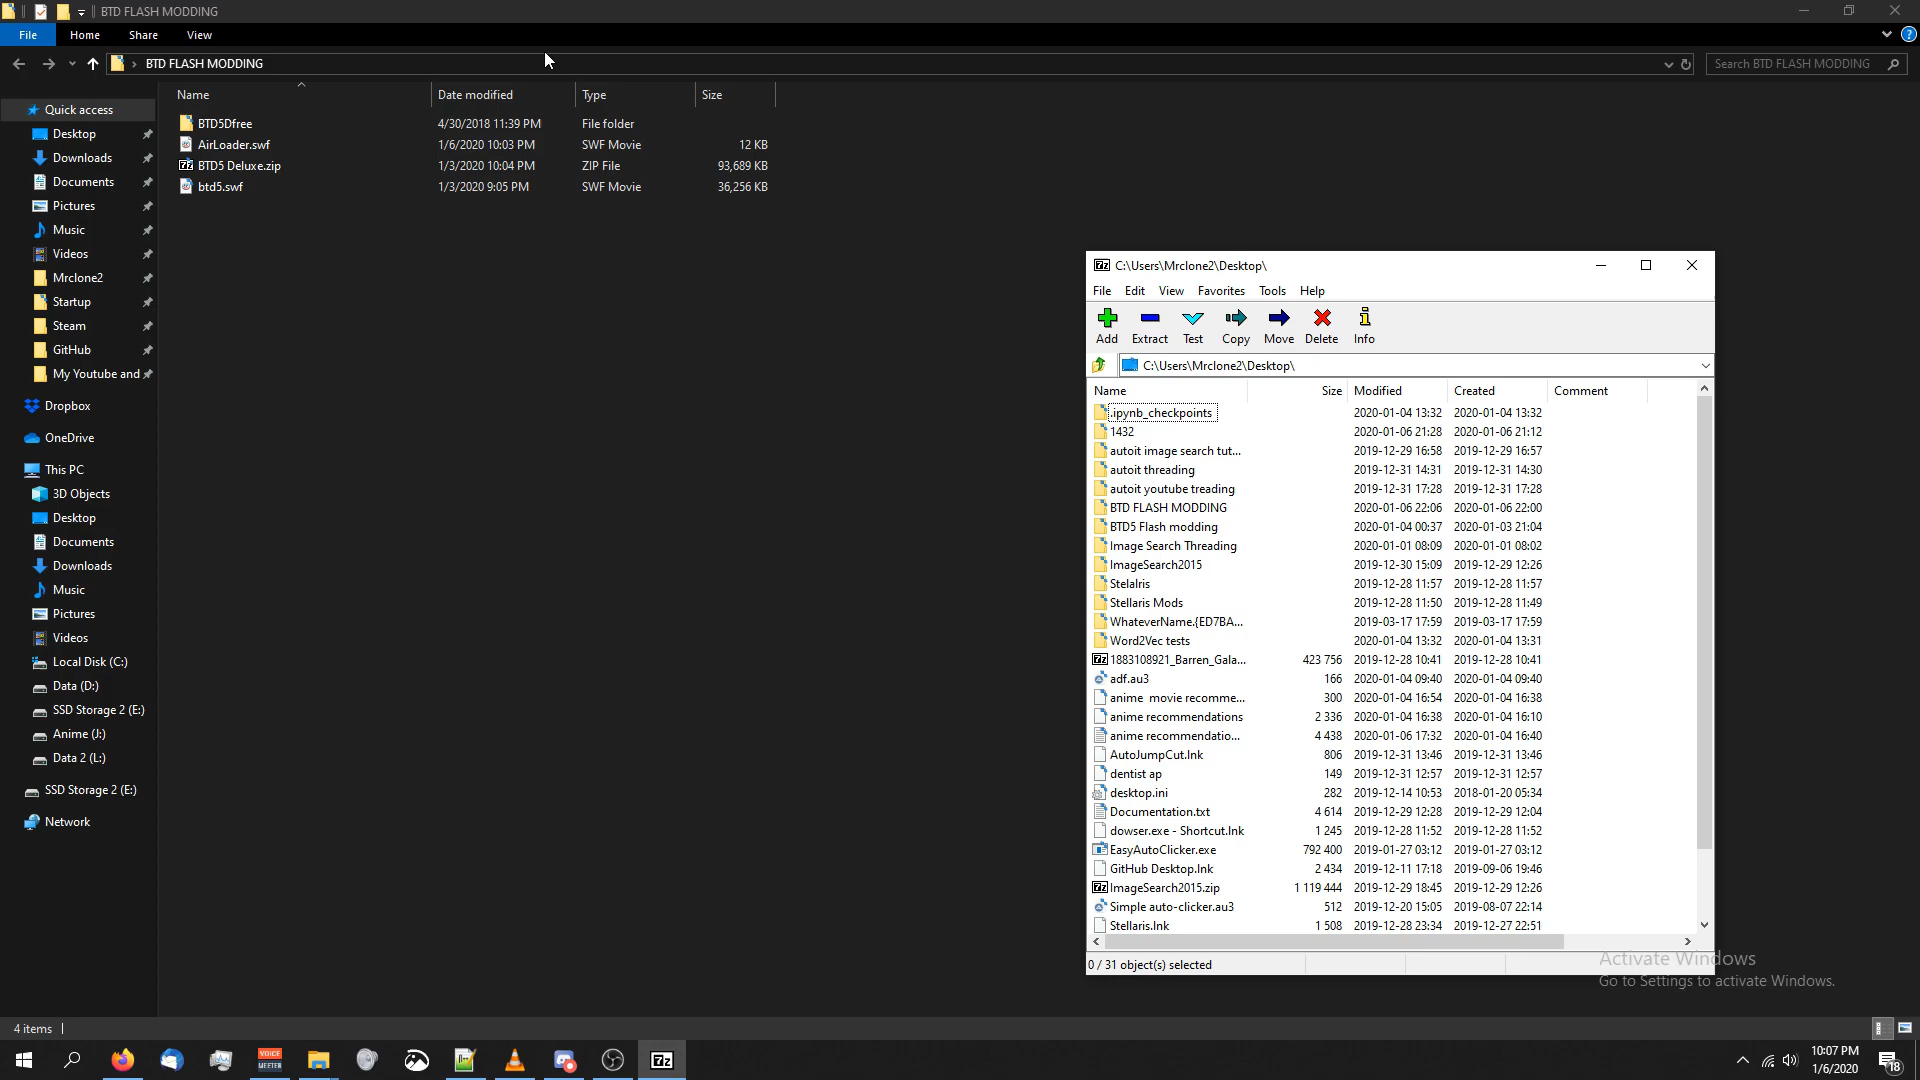 BTD FLASH MODDING
File Home Share View
BTD FLASH MODDING
Search BTD FLASH MODDING
Quick access
Desktop
Downloads
Documents
Pictures
Music
Videos
Mrclone2
Startup
Steam
GitHub
My Youtube and
Dropbox
OneDrive
This PC
3D Objects
Desktop
Documents
Downloads
Music
Pictures
Videos
Local Disk (C:)
Data (D:)
SSD Storage 2 (E:)
Anime (J:)
Data 2 (L:)
SSD Storage 2 (E:)
Network
Name Date modified Type Size
BTD5Dfree 4/30/2018 11:39 PM File folder
AirLoader.swf 1/6/2020 10:03 PM SWF Movie 12 KB
BTD5 Deluxe.zip 1/3/2020 10:04 PM ZIP File 93,689 KB
btd5.swf 1/3/2020 9:05 PM SWF Movie 36,256 KB
C:\Users\Mrclone2\Desktop\
File Edit View Favorites Tools Help
Add Extract Test Copy Move Delete Info
C:\Users\Mrclone2\Desktop\
Name Size Modified Created Comment
.ipynb_checkpoints 2020-01-04 13:32 2020-01-04 13:32
1432 2020-01-06 21:28 2020-01-06 21:12
autoit image search tut... 2019-12-29 16:58 2019-12-29 16:57
autoit threading 2019-12-31 14:31 2019-12-31 14:30
autoit youtube treading 2019-12-31 17:28 2019-12-31 17:28
BTD FLASH MODDING 2020-01-06 22:06 2020-01-06 22:00
BTD5 Flash modding 2020-01-04 00:37 2020-01-03 21:04
Image Search Threading 2020-01-01 08:09 2020-01-01 08:02
ImageSearch2015 2019-12-30 15:09 2019-12-29 12:26
Stelalris 2019-12-28 11:57 2019-12-28 11:57
Stellaris Mods 2019-12-28 11:50 2019-12-28 11:49
WhateverName.{ED7BA... 2019-03-17 17:59 2019-03-17 17:59
Word2Vec tests 2020-01-04 13:32 2020-01-04 13:31
1883108921_Barren_Gala... 423 756 2019-12-28 10:41 2019-12-28 10:41
adf.au3 166 2020-01-04 09:40 2020-01-04 09:40
anime movie recomme... 300 2020-01-04 16:54 2020-01-04 16:38
anime recommendations 2 336 2020-01-04 16:38 2020-01-04 16:10
anime recommendatio... 4 438 2020-01-06 17:32 2020-01-04 16:40
AutoJumpCut.lnk 806 2019-12-31 13:46 2019-12-31 13:46
dentist ap 149 2019-12-31 12:57 2019-12-31 12:57
desktop.ini 282 2019-12-14 10:53 2018-01-20 05:34
Documentation.txt 4 614 2019-12-29 12:28 2019-12-29 12:04
dowser.exe - Shortcut.lnk 1 245 2019-12-28 11:52 2019-12-28 11:52
EasyAutoClicker.exe 792 400 2019-01-27 03:12 2019-01-27 03:12
GitHub Desktop.lnk 2 434 2019-12-11 17:18 2019-09-06 19:46
ImageSearch2015.zip 1 119 444 2019-12-29 18:45 2019-12-29 12:26
Simple auto-clicker.au3 512 2019-12-20 15:05 2019-08-07 22:14
Stellaris.lnk 1 508 2019-12-28 23:34 2019-12-27 22:51
0 / 31 object(s) selected
Activate Windows
Go to Settings to activate Windows.
4 items
VOICE
MEETER
7z
10:07 PM
1/6/2020
18